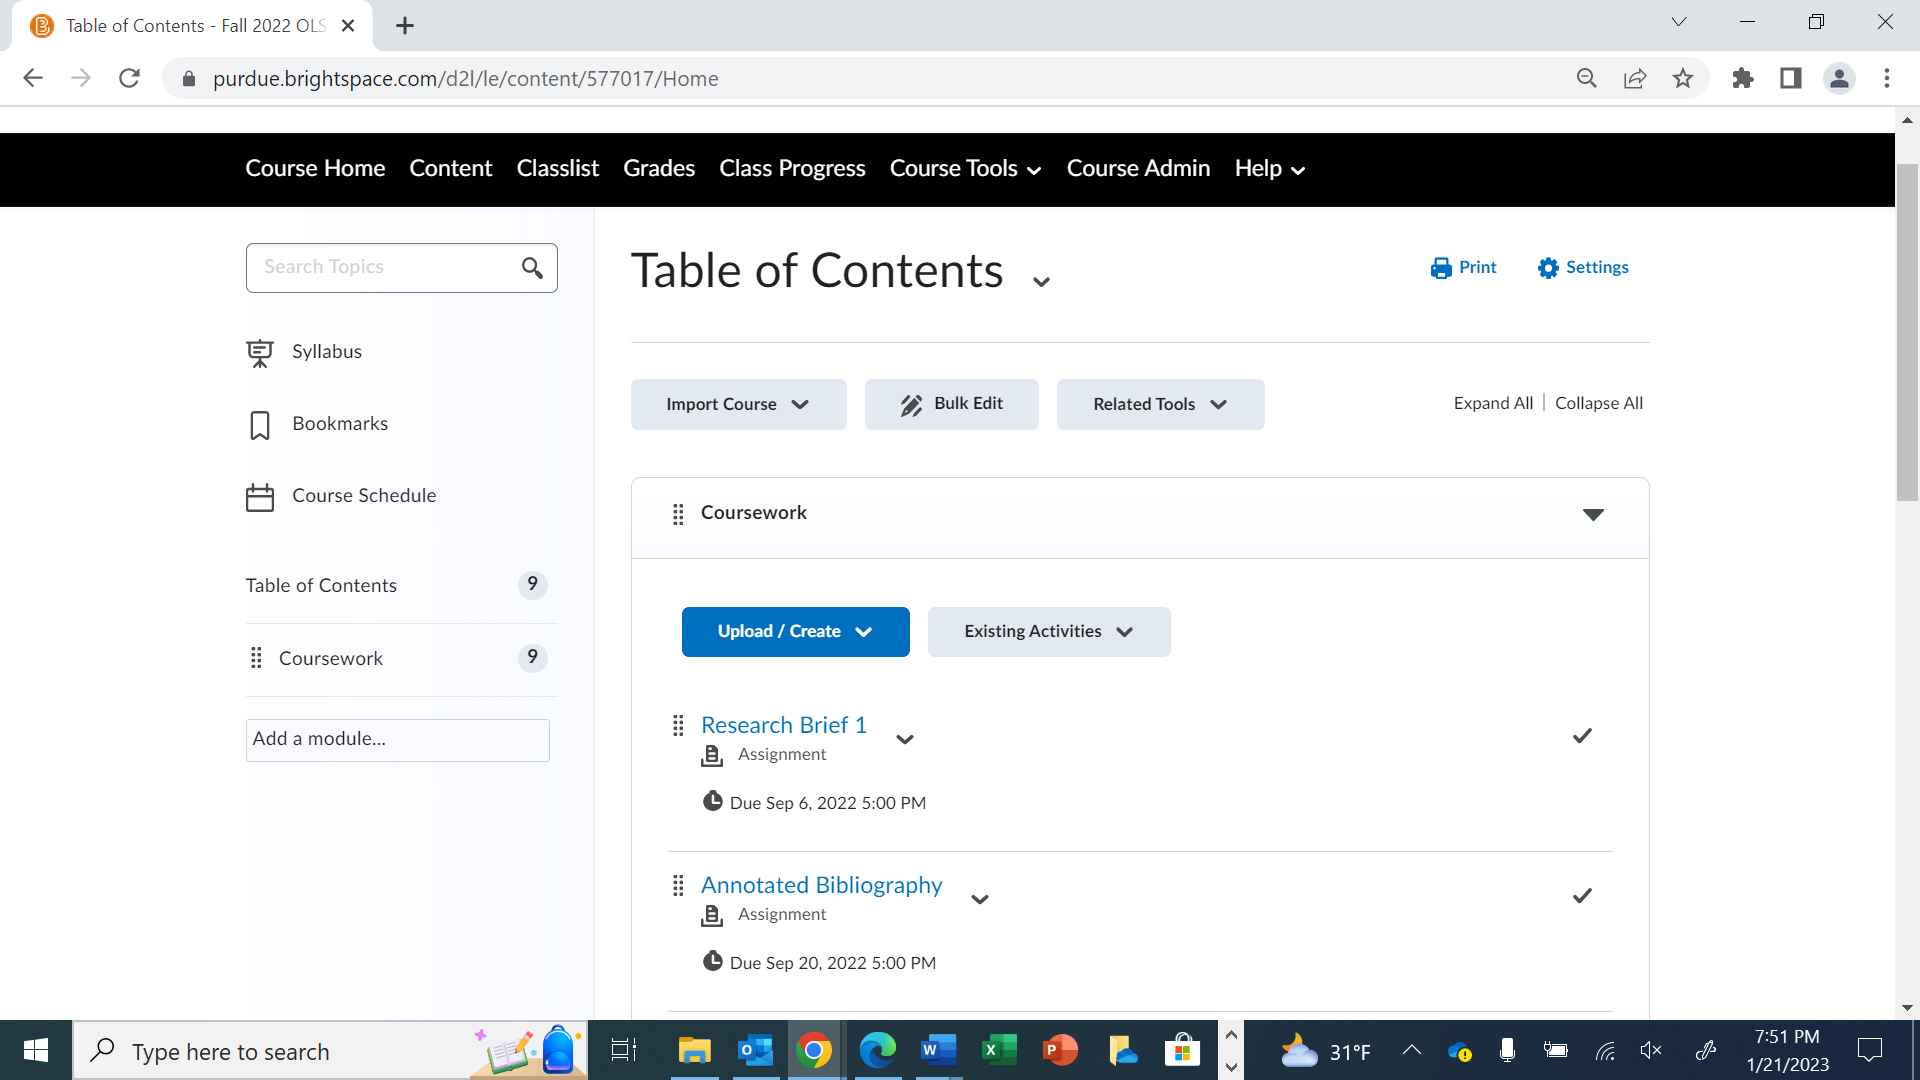 Table of Contents - Fall 2022 OLS
purdue.brightspace.com/d2l/le/content/577017/Home
Course Home Content Classlist Grades Class Progress Course Tools Course Admin Help
Search Topics
Syllabus
Bookmarks
Course Schedule
Table of Contents 9
Coursework 9
Add a module...
Table of Contents
Print Settings
Import Course Bulk Edit Related Tools Expand All | Collapse All
Coursework
Upload / Create Existing Activities
Research Brief 1
Assignment
Due Sep 6, 2022 5:00 PM
Annotated Bibliography
Assignment
Due Sep 20, 2022 5:00 PM
Type here to search
31°F
7:51 PM
1/21/2023